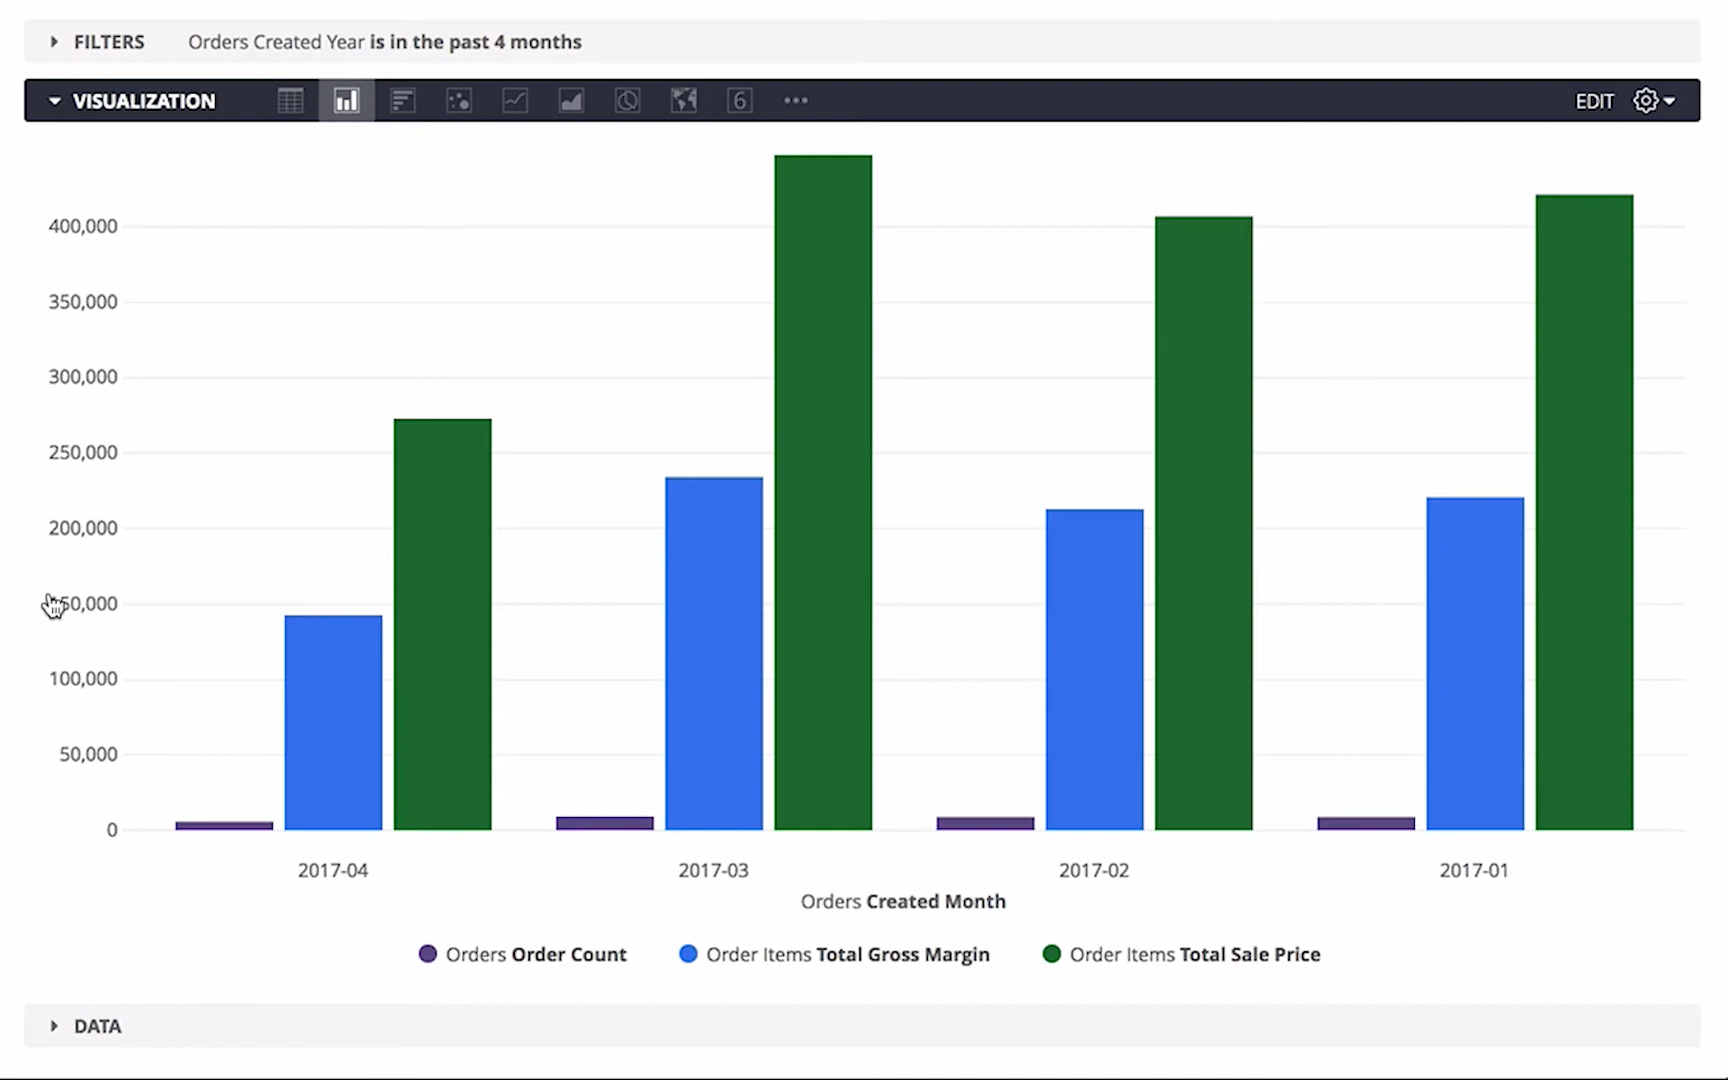 FILTERS Orders Created Year is in the past 4 months
VISUALIZATION 6 EDIT
400,000
350,000
300,000
250,000
200,000
50,000
100,000
50,000
0
2017-04 2017-03 2017-02 2017-01
Orders Created Month
Orders Order Count Order Items Total Gross Margin Order Items Total Sale Price
DATA